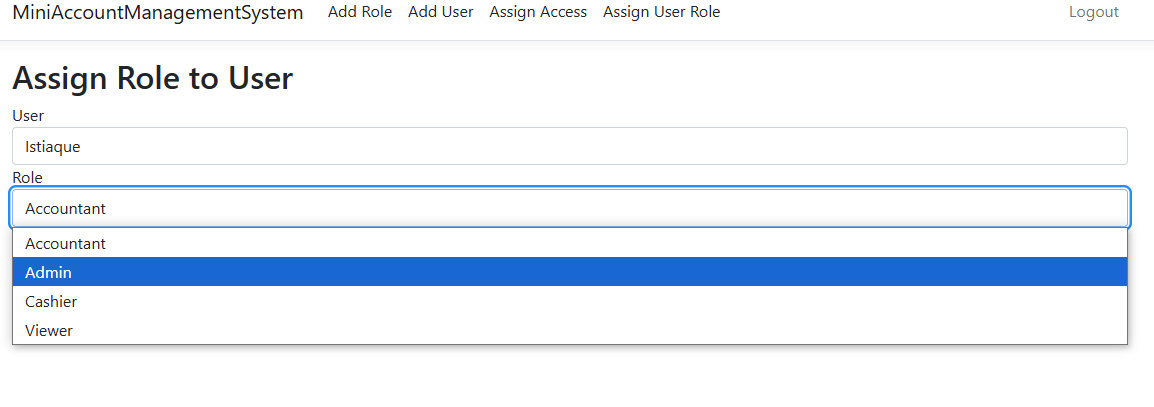 MiniAccountManagementSystem Add Role Add User Assign Access Assign User Role Logout
Assign Role to User
User
Istiaque
Role
Accountant
Accountant
Admin
Cashier
Viewer